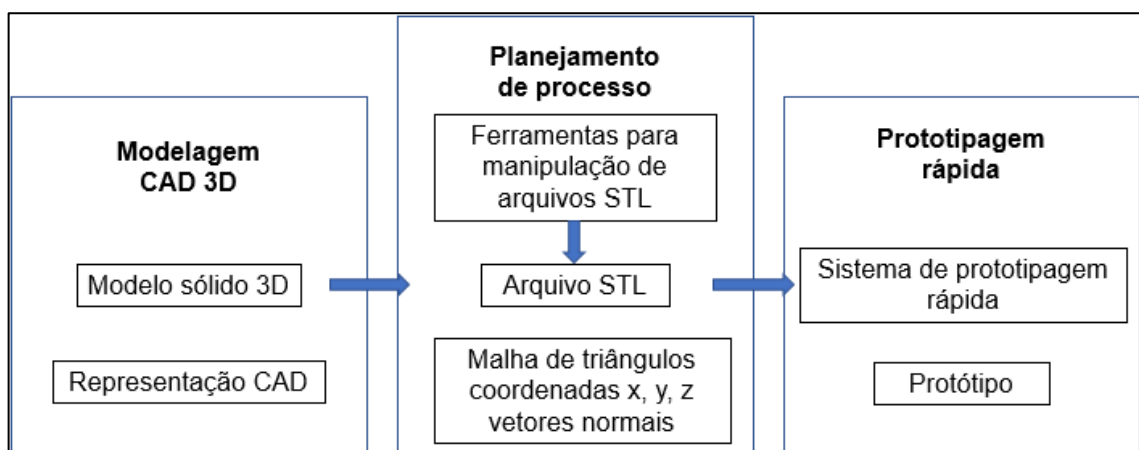 Modelagem
CAD 3D
Modelo sólido 3D
Representação CAD
Planejamento
de processo
Ferramentas para
manipulação de
arquivos STL
Arquivo STL
Malha de triângulos
coordenadas x, y, z
vetores normais
Prototipagem
rápida
Sistema de prototipagem
rápida
Protótipo